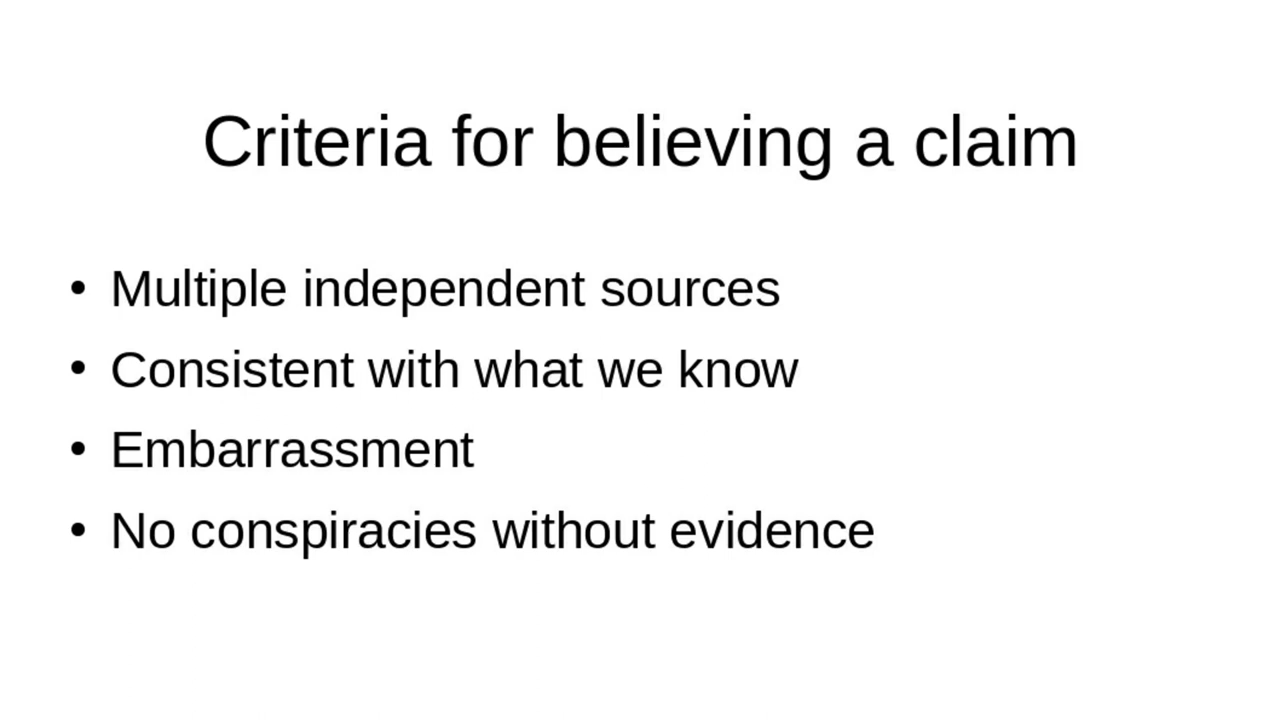 Criteria for believing a claim
• Multiple independent sources
• Consistent with what we know
• Embarrassment
• No conspiracies without evidence